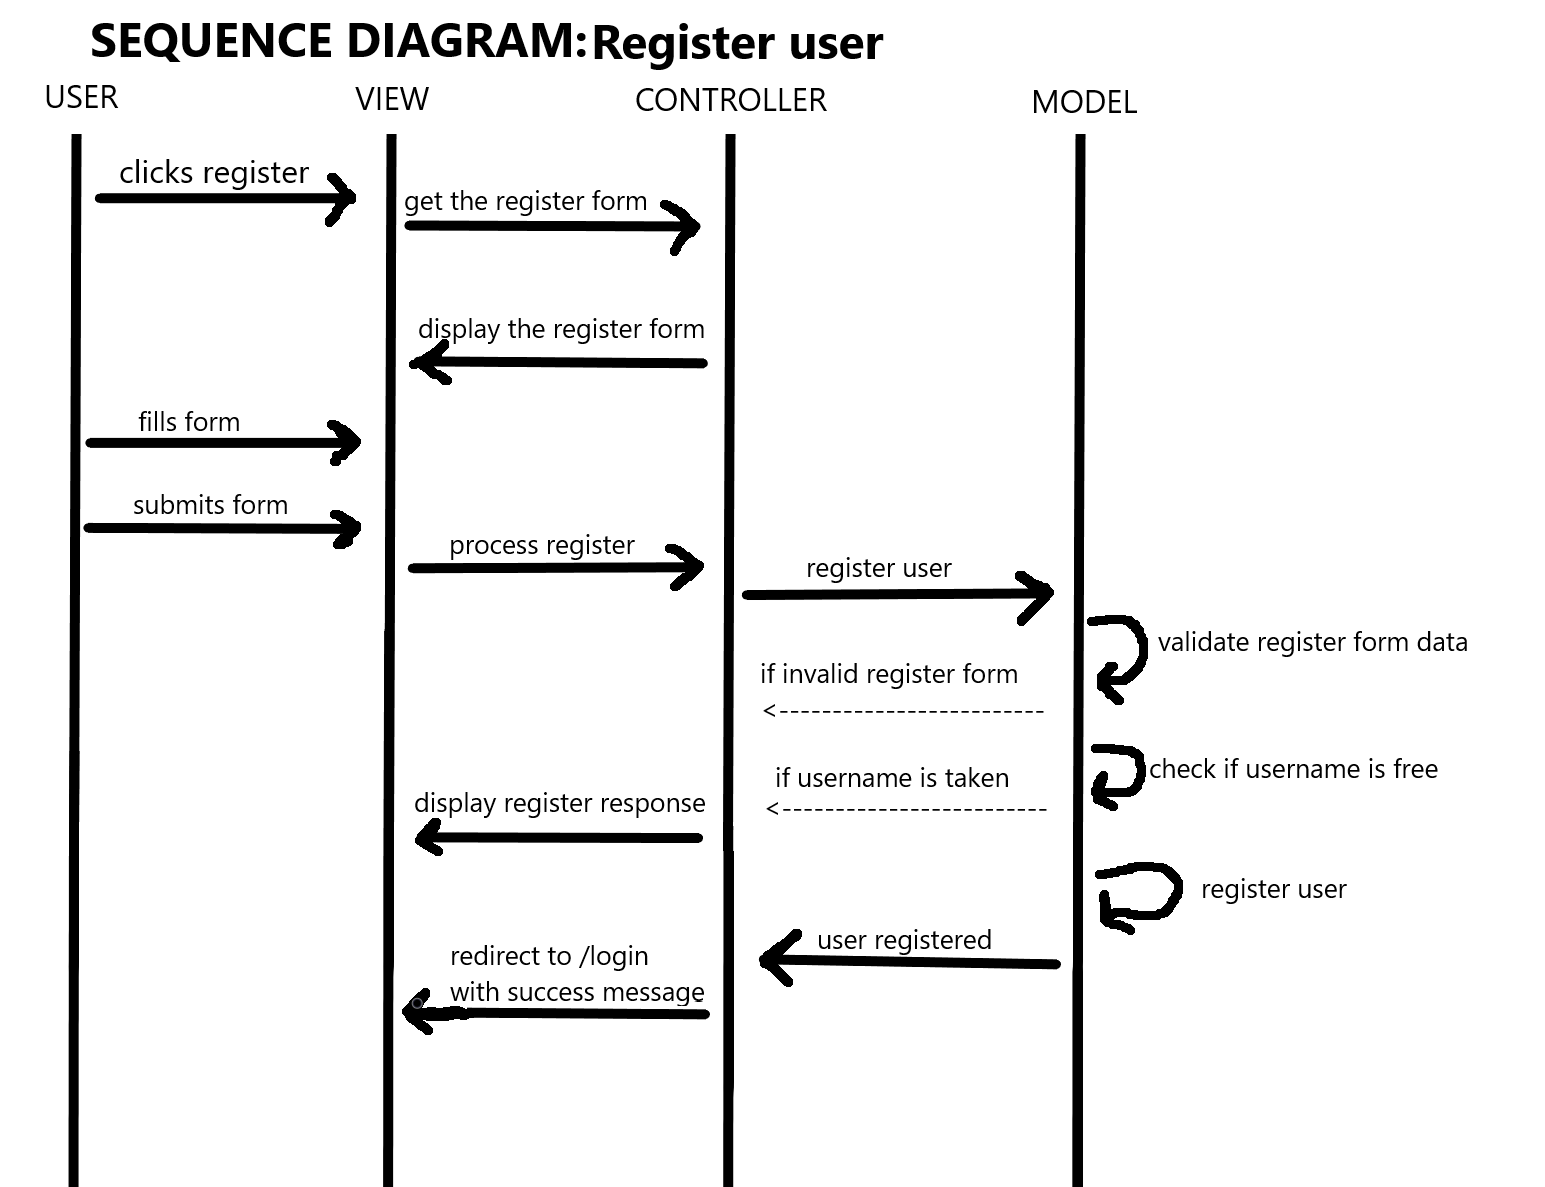 SEQUENCE DIAGRAM: Register user
USER
VIEW
CONTROLLER
MODEL
clicks register
get the register form
display the register form
fills form
submits form
process register
register user
validate register form data
if invalid register form
<-------------------------
check if username is free
if username is taken
<-------------------------
display register response
register user
user registered
redirect to /login
with success message